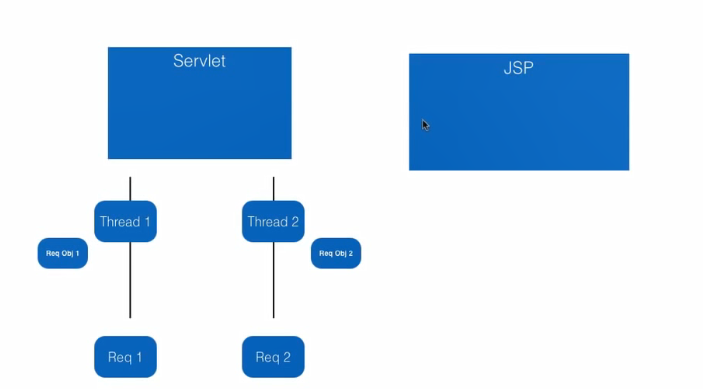 Servlet
JSP
Thread 1
Thread 2
Req Obj 1
Req Obj 2
Req 1
Req 2